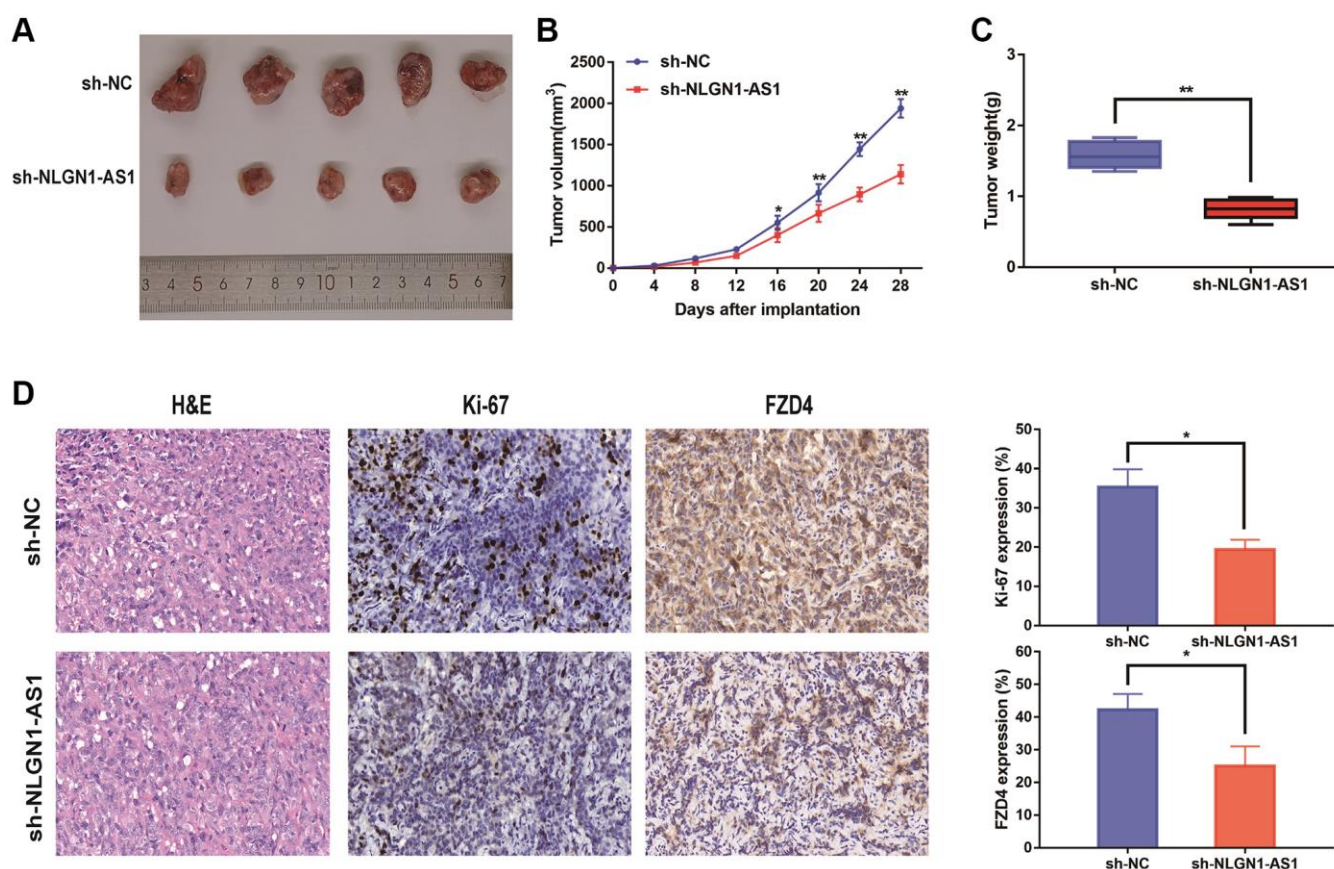 A
sh-NC
sh-NLGN1-AS1
3 4 5 6 7 8 9 10 1 2 3 4 5 6 7
B
Tumor volumn(mm³)
2500
2000
1500
1000
500
0
sh-NC
sh-NLGN1-AS1
* ** ** **
0 4 8 12 16 20 24 28
Days after implantation
C
Tumor weight(g)
3
2
1
0
**
sh-NC sh-NLGN1-AS1
D
H&E Ki-67 FZD4
sh-NC
sh-NLGN1-AS1
Ki-67 expression (%)
50
40
30
20
10
0
*
sh-NC sh-NLGN1-AS1
FZD4 expression (%)
60
50
40
30
20
10
0
*
sh-NC sh-NLGN1-AS1